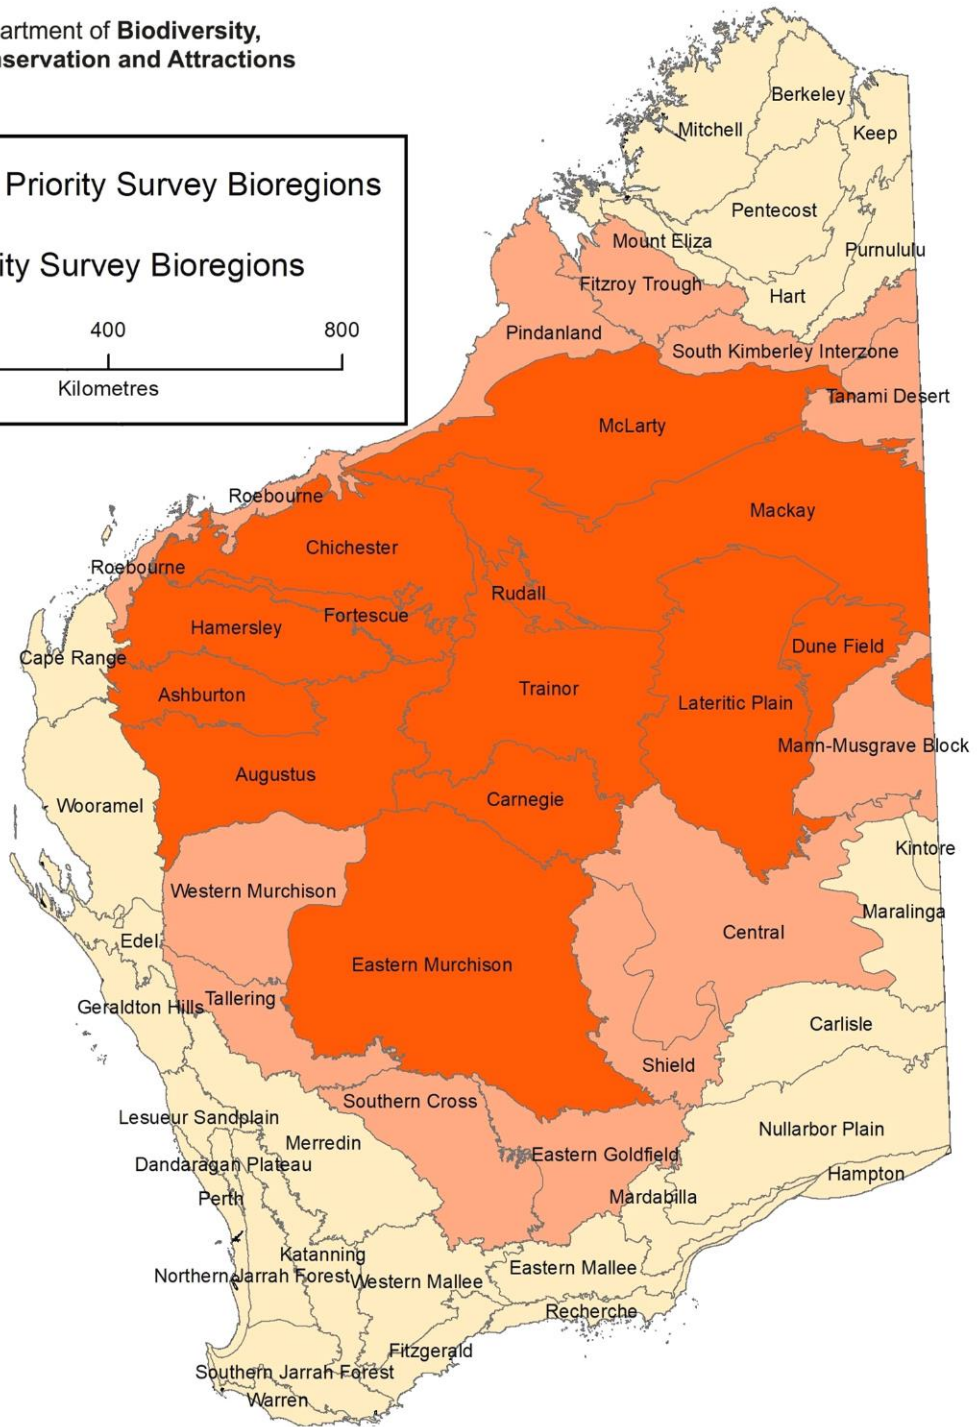 artment of Biodiversity,
nservation and Attractions
Priority Survey Bioregions
ity Survey Bioregions
400
800
Kilometres
Berkeley
Mitchell
Keep
Pentecost
Mount Eliza
Purnululu
Fitzroy Trough
Hart
Pindanland
South Kimberley Interzone
Tanami Desert
McLarty
Roebourne
Mackay
Chichester
Roebourne
Rudall
Fortescue
Hamersley
Dune Field
Cape Range
Ashburton
Trainor
Lateritic Plain
Mann-Musgrave Block
Augustus
Carnegie
Wooramel
Kintore
Western Murchison
Maralinga
Central
Edel
Eastern Murchison
Geraldton Hills
Tallering
Carlisle
Shield
Southern Cross
Lesueur Sandplain
Merredin
Nullarbor Plain
Eastern Goldfield
Dandaragan Plateau
Hampton
Perth
Mardabilla
Katanning
Northern Jarrah Forest
Western Mallee
Eastern Mallee
Recherche
Fitzgerald
Southern Jarrah Forest
Warren